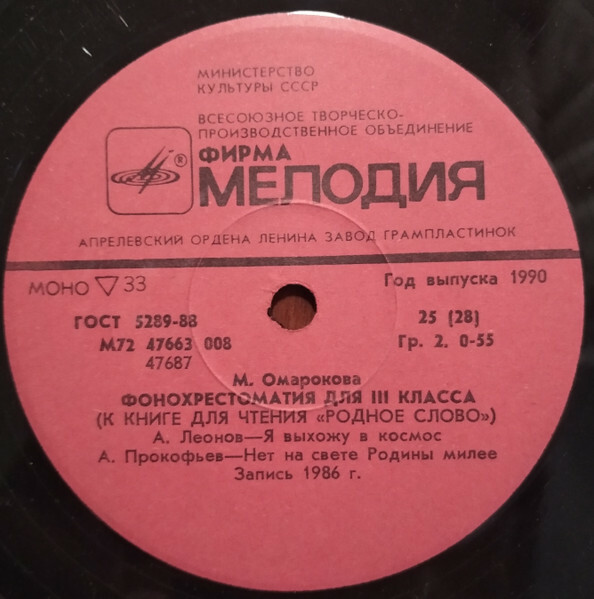 МИНИСТЕРСТВО
КУЛЬТУРЫ СССР
ВСЕСОЮЗНОЕ ТВОРЧЕСКО-
ПРОИЗВОДСТВЕННОЕ ОБЪЕДИНЕНИЕ
®
ФИРМА
МЕЛОДИЯ
АПРЕЛЕВСКИЙ ОРДЕНА ЛЕНИНА ЗАВОД ГРАМПЛАСТИНОК
МОНО ▽ 33
Год выпуска 1990
ГОСТ 5289-88
25 (28)
М72 47663 008
Гр. 2. 0-55
47687
М. Омарокова
ФОНОХРЕСТОМАТИЯ ДЛЯ III КЛАССА
(К КНИГЕ ДЛЯ ЧТЕНИЯ «РОДНОЕ СЛОВО»)
А. Леонов—Я выхожу в космос
А. Прокофьев—Нет на свете Родины милее
Запись 1986 г.